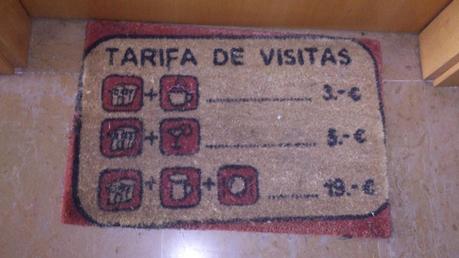 TARIFA DE VISITAS
+ 3.-€
+ 5.-€
+ + 19.-€